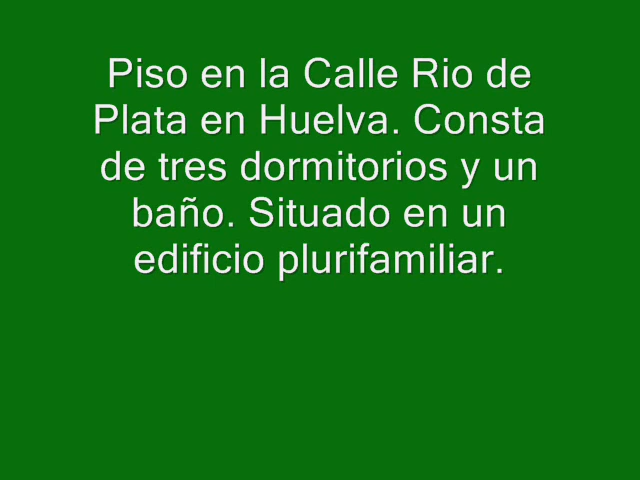 Piso en la Calle Rio de
Plata en Huelva. Consta
de tres dormitorios y un
baño. Situado en un
edificio plurifamiliar.